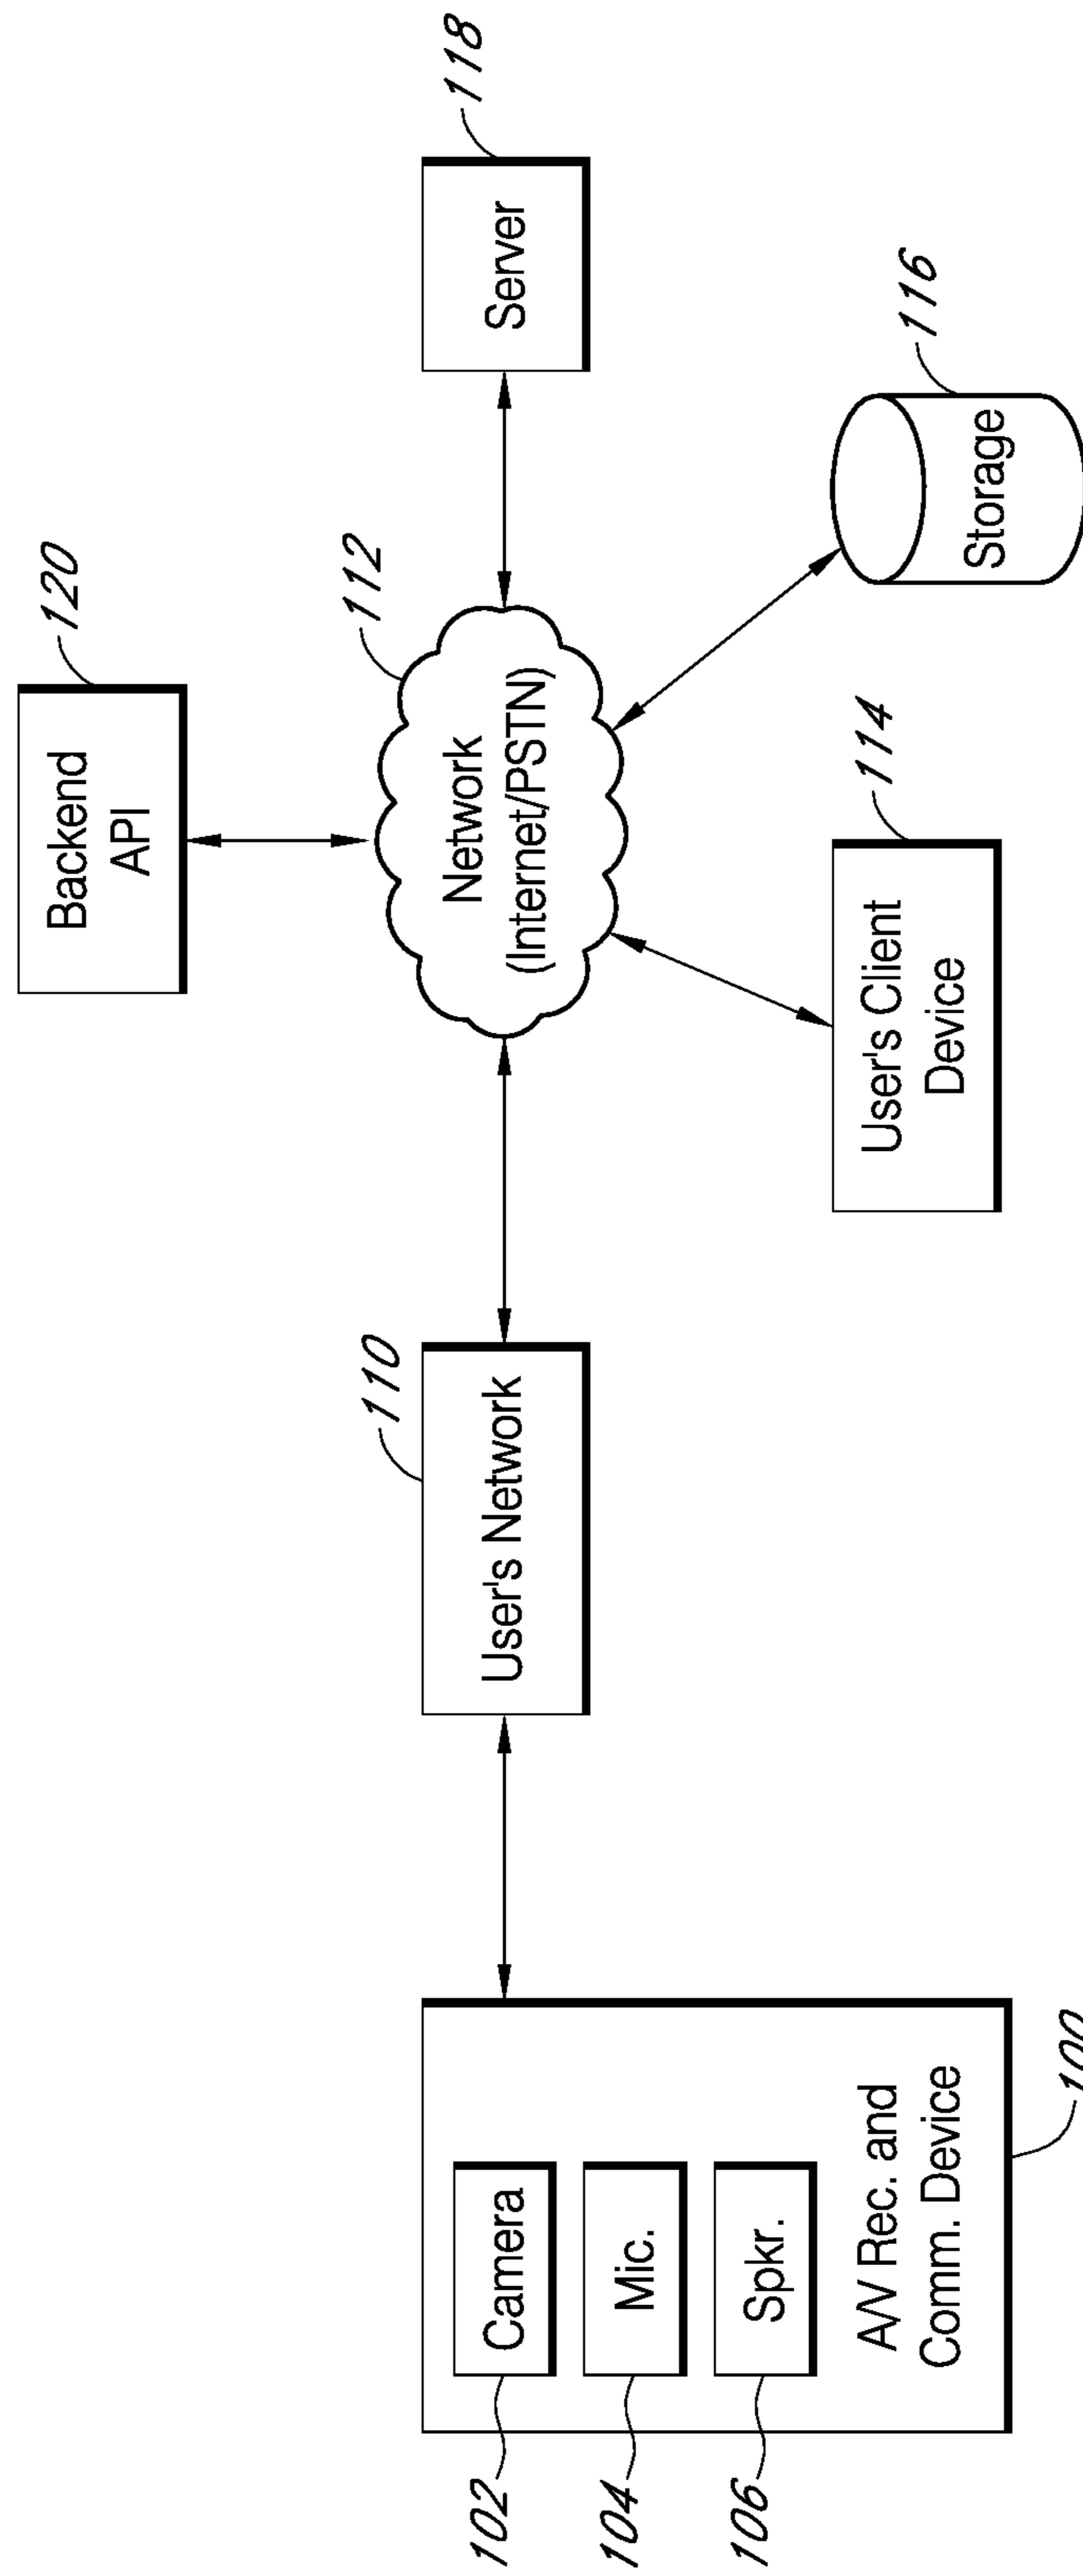 120
Backend
API
118
Server
112
Network
(Internet/PSTN)
110
User's Network
116
Storage
114
User's Client
Device
102
Camera
104
Mic.
106
Spkr.
A/V Rec. and
Comm. Device
100